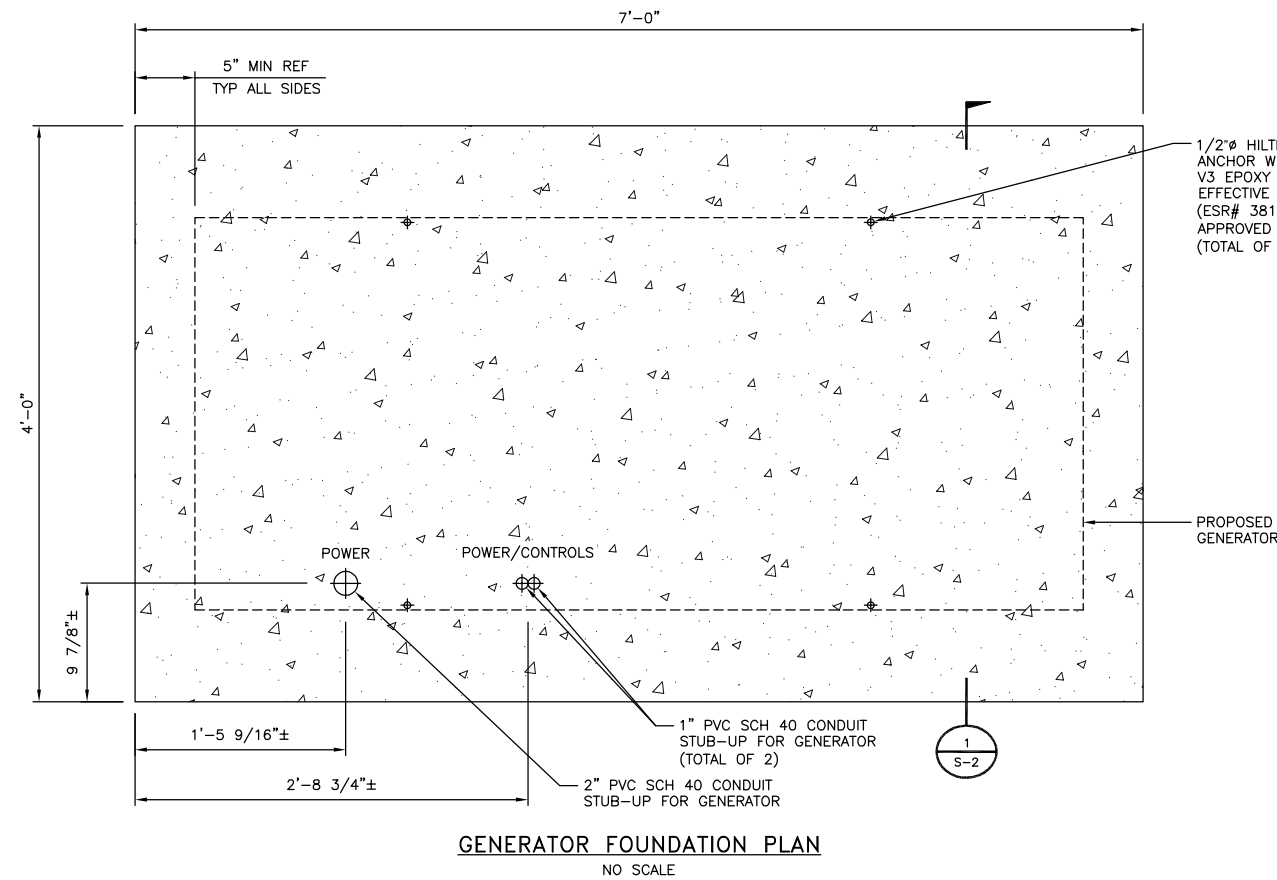 7'-0"
5" MIN REF
TYP ALL SIDES
1/2"ø HILTI
ANCHOR W
V3 EPOXY
EFFECTIVE
(ESR# 381
APPROVED
(TOTAL OF
4'-0"
PROPOSED
GENERATOR
POWER
POWER/CONTROLS
9 7/8"±
1" PVC SCH 40 CONDUIT
STUB-UP FOR GENERATOR
(TOTAL OF 2)
1
S-2
1'-5 9/16"±
2'-8 3/4"±
2" PVC SCH 40 CONDUIT
STUB-UP FOR GENERATOR
GENERATOR FOUNDATION PLAN
NO SCALE